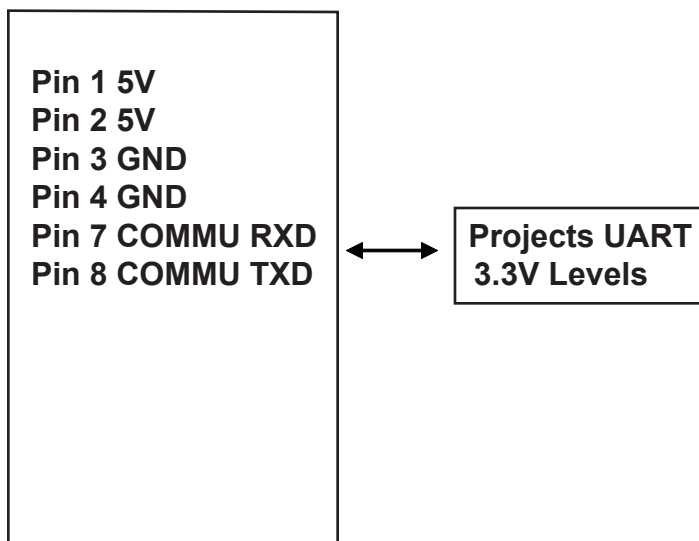 Pin 1 5V
Pin 2 5V
Pin 3 GND
Pin 4 GND
Pin 7 COMMU RXD
Pin 8 COMMU TXD
Projects UART
3.3V Levels